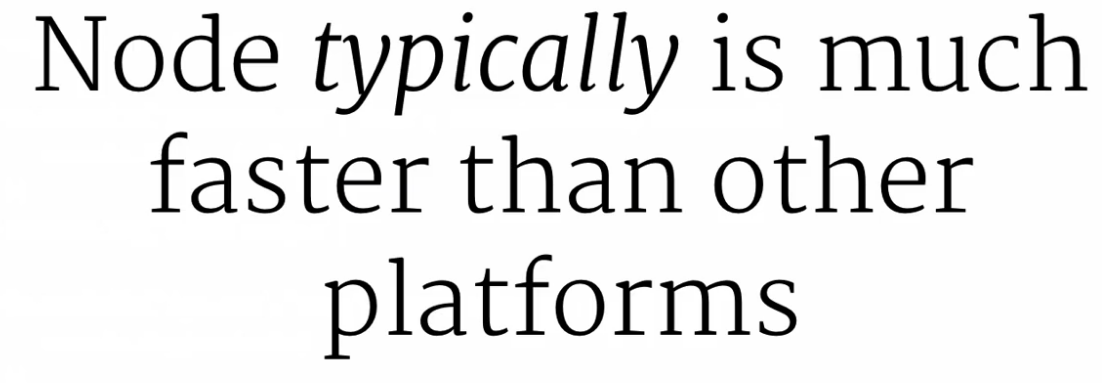 Node typically is much
faster than other
platforms